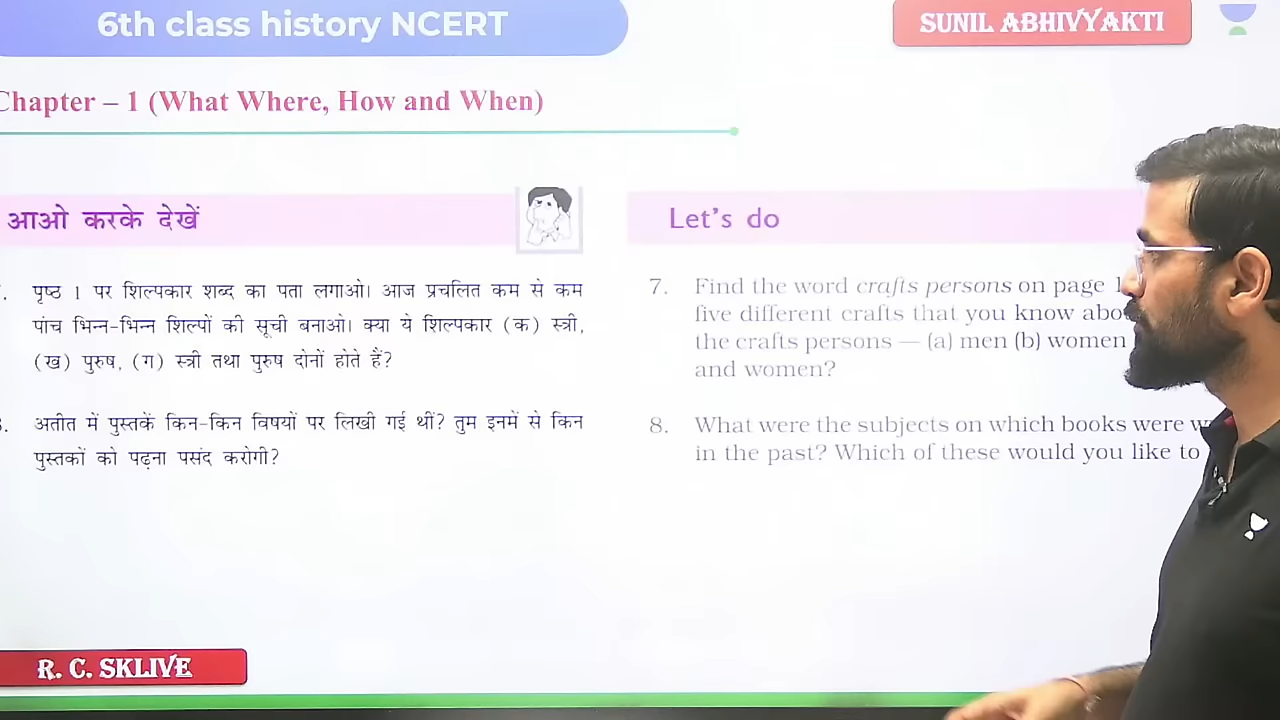 6th class history NCERT
SUNIL ABHIVYAKTI
Chapter – 1 (What Where, How and When)
आओ करके देखें
पृष्ठ 1 पर शिल्पकार शब्द का पता लगाओ। आज प्रचलित कम से कम
पांच भिन्न-भिन्न शिल्पों की सूची बनाओ। क्या ये शिल्पकार (क) स्त्री,
(ख) पुरुष, (ग) स्त्री तथा पुरुष दोनों होते हैं?
अतीत में पुस्तकें किन-किन विषयों पर लिखी गई थीं? तुम इनमें से किन
पुस्तकों को पढ़ना पसंद करोगी?
Let's do
7. Find the word crafts persons on page 1
five different crafts that you know
the crafts persons — (a) men (b) women
and women?
8. What were the subjects on which books were
in the past? Which of these would you like to
R. C. SKLIVE